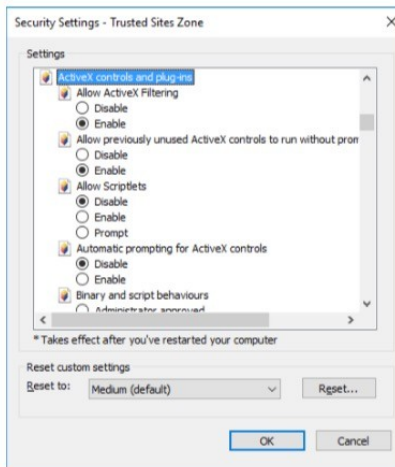 Security Settings - Trusted Sites Zone
Settings
ActiveX controls and plug-ins
Allow ActiveX Filtering
Disable
Enable
Allow previously unused ActiveX controls to run without prom
Disable
Enable
Allow Scriptlets
Disable
Enable
Prompt
Automatic prompting for ActiveX controls
Disable
Enable
Binary and script behaviours
Administrator approved
* Takes effect after you've restarted your computer
Reset custom settings
Reset to: Medium (default) Reset...
OK Cancel